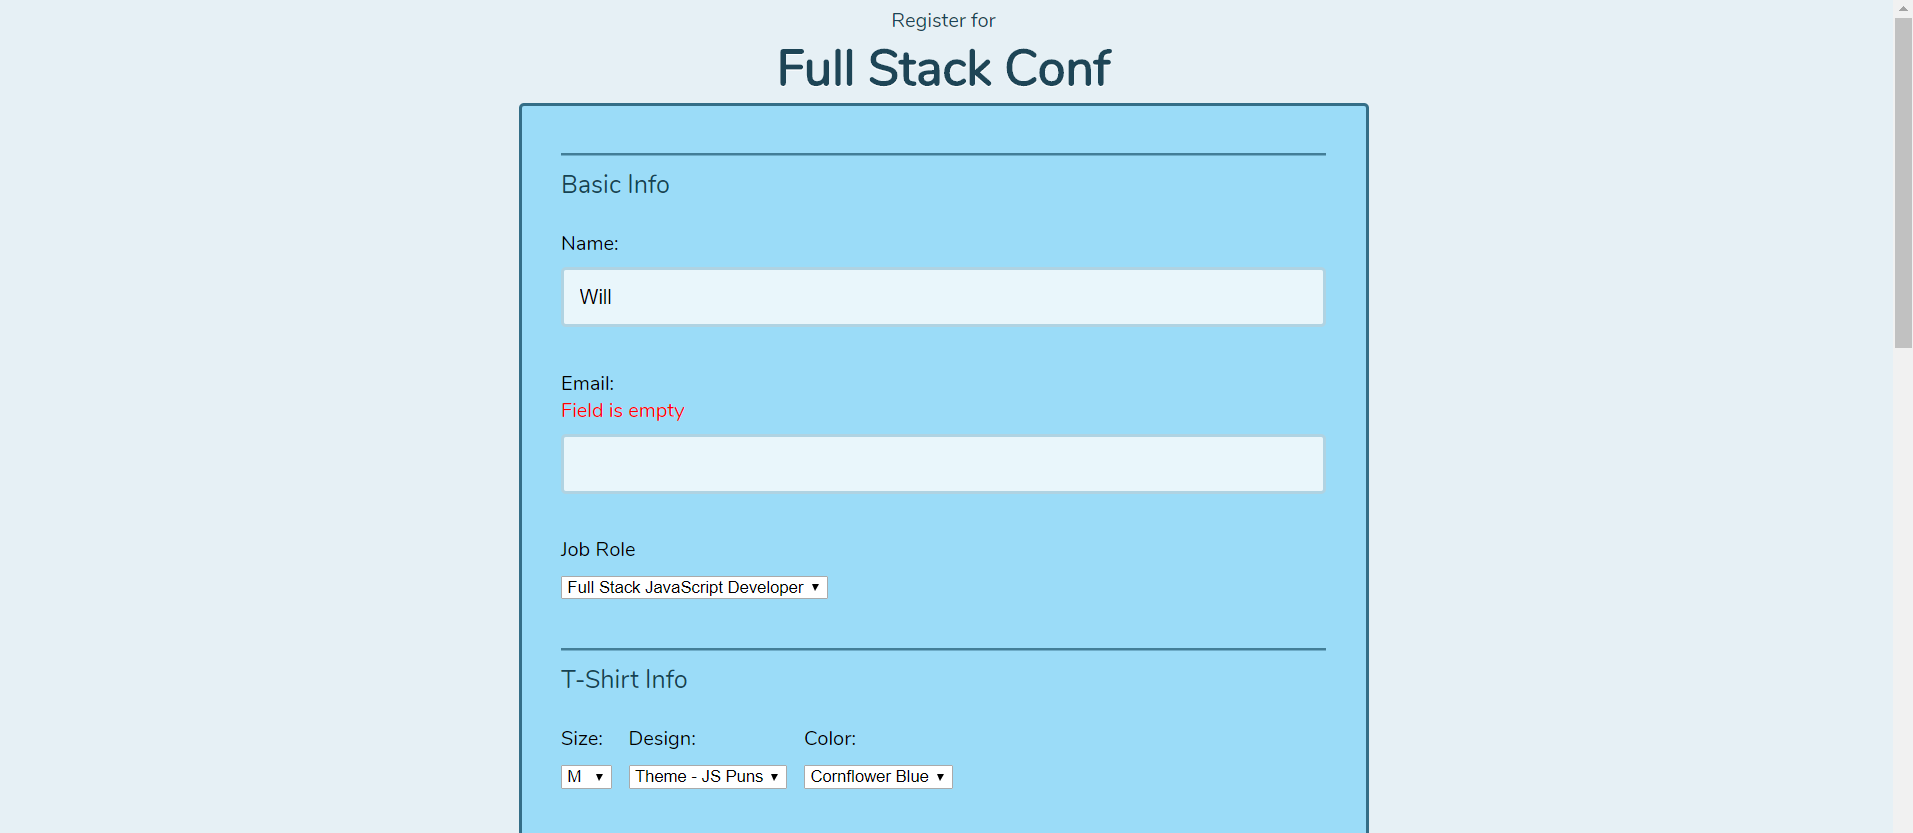 Register for
Full Stack Conf
Basic Info
Name:
Will
Email:
Field is empty
Job Role
Full Stack JavaScript Developer
T-Shirt Info
Size: Design: Color:
M Theme - JS Puns Cornflower Blue